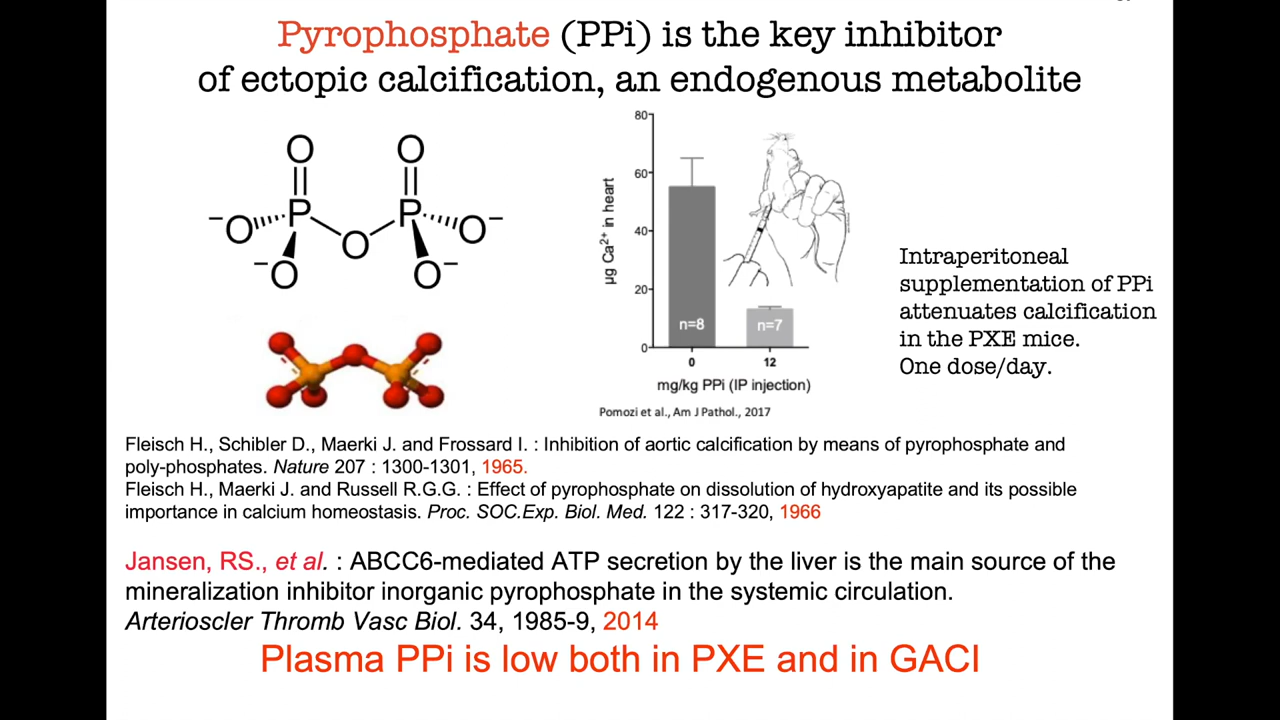 Pyrophosphate (PPi) is the key inhibitor
of ectopic calcification, an endogenous metabolite
O O
P P
⁻O O O⁻
⁻O O⁻
80
60
40
20
0
µg Ca²⁺ in heart
n=8
n=7
0 12
mg/kg PPi (IP injection)
Pomozi et al., Am J Pathol., 2017
Intraperitoneal
supplementation of PPi
attenuates calcification
in the PXE mice.
One dose/day.
Fleisch H., Schibler D., Maerki J. and Frossard I. : Inhibition of aortic calcification by means of pyrophosphate and
poly-phosphates. Nature 207 : 1300-1301, 1965.
Fleisch H., Maerki J. and Russell R.G.G. : Effect of pyrophosphate on dissolution of hydroxyapatite and its possible
importance in calcium homeostasis. Proc. SOC.Exp. Biol. Med. 122 : 317-320, 1966
Jansen, RS., et al. : ABCC6-mediated ATP secretion by the liver is the main source of the
mineralization inhibitor inorganic pyrophosphate in the systemic circulation.
Arterioscler Thromb Vasc Biol. 34, 1985-9, 2014
Plasma PPi is low both in PXE and in GACI